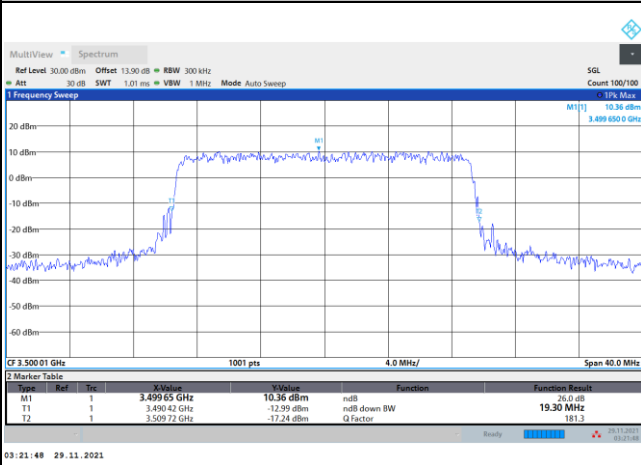 MultiView Spectrum
Ref Level 30.00 dBm Offset 13.90 dB RBW 300 kHz SGL
Att 30 dB SWT 1.01 ms VBW 1 MHz Mode Auto Sweep Count 100/100
1 Frequency Sweep 1Pk Max
M1[1] 10.36 dBm
3.499 650 0 GHz
20 dBm
M1
10 dBm
0 dBm
T1
-10 dBm
T2
-20 dBm
-30 dBm
-40 dBm
-50 dBm
-60 dBm
CF 3.500 01 GHz 1001 pts 4.0 MHz/ Span 40.0 MHz
2 Marker Table
Type Ref Trc X-Value Y-Value Function Function Result
M1 1 3.499 65 GHz 10.36 dBm ndB 26.0 dB
T1 1 3.490 42 GHz -12.99 dBm ndB down BW 19.30 MHz
T2 1 3.509 72 GHz -17.24 dBm Q Factor 181.3
Ready 29.11.2021
03:21:48
03:21:48 29.11.2021